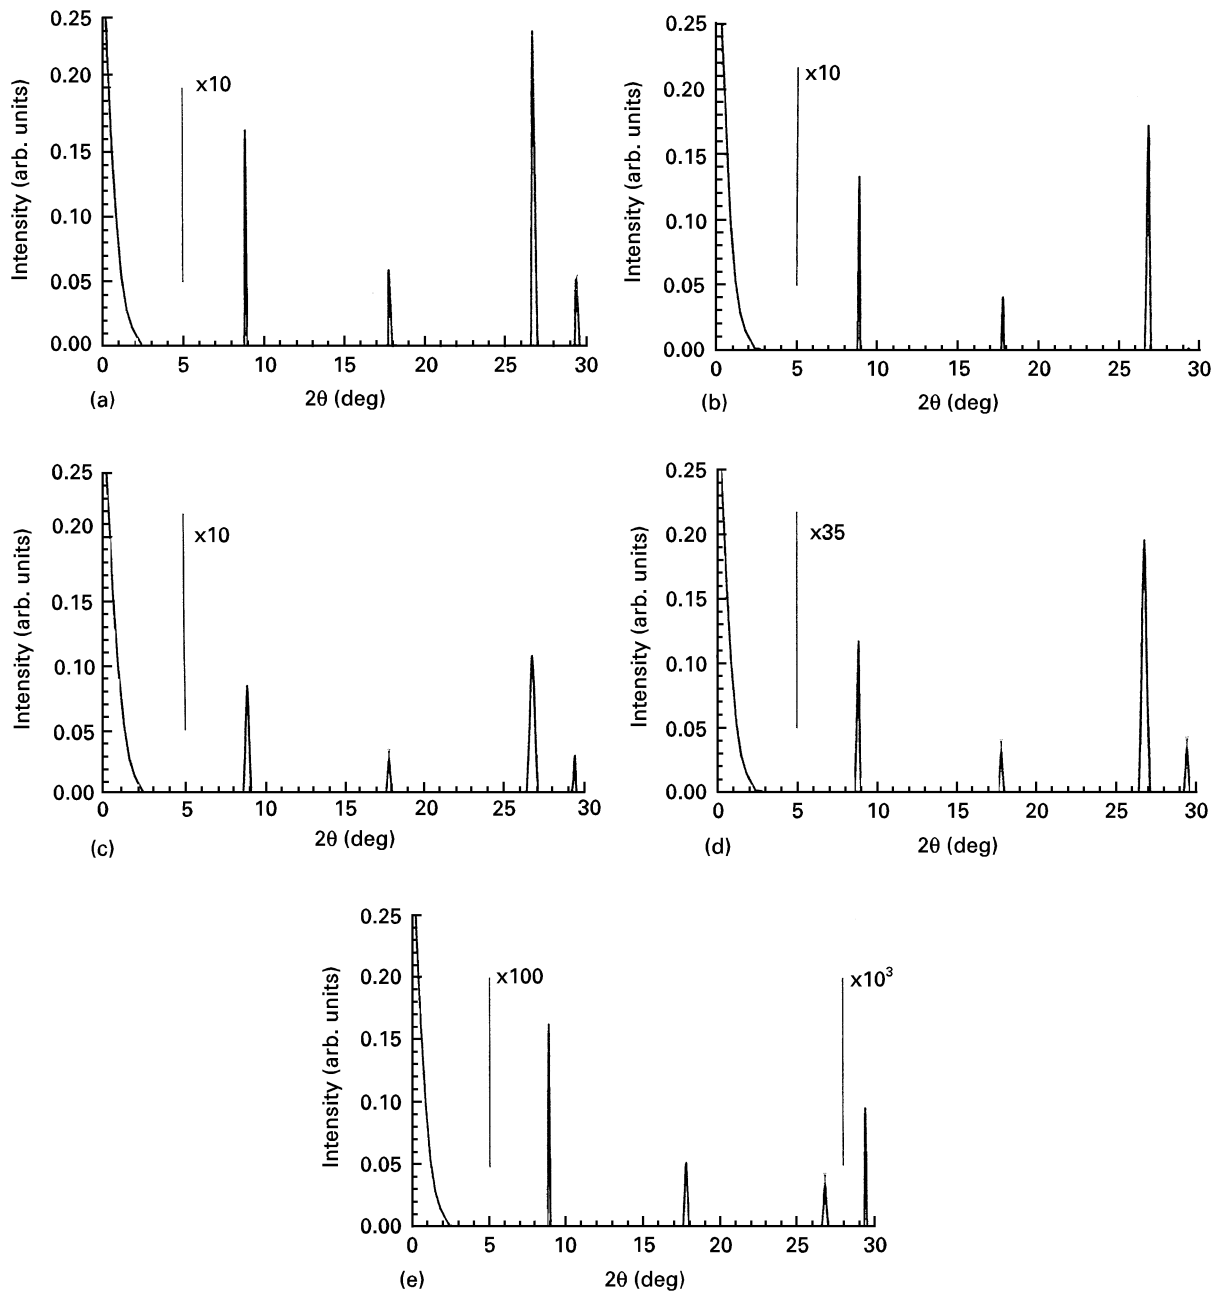 0.25
x10
0.20
Intensity (arb. units)
0.15
0.10
0.05
0.00
0 5 10 15 20 25 30
(a) 2θ (deg)
0.25
x10
0.20
Intensity (arb. units)
0.15
0.10
0.05
0.00
0 5 10 15 20 25 30
(b) 2θ (deg)
0.25
0.20
x10
Intensity (arb. units)
0.15
0.10
0.05
0.00
0 5 10 15 20 25 30
2θ (deg)
(c)
0.25
x35
0.20
Intensity (arb. units)
0.15
0.10
0.05
0.00
0 5 10 15 20 25 30
(d) 2θ (deg)
0.25
x100 x10³
0.20
Intensity (arb. units)
0.15
0.10
0.05
0.00
0 5 10 15 20 25 30
(e) 2θ (deg)